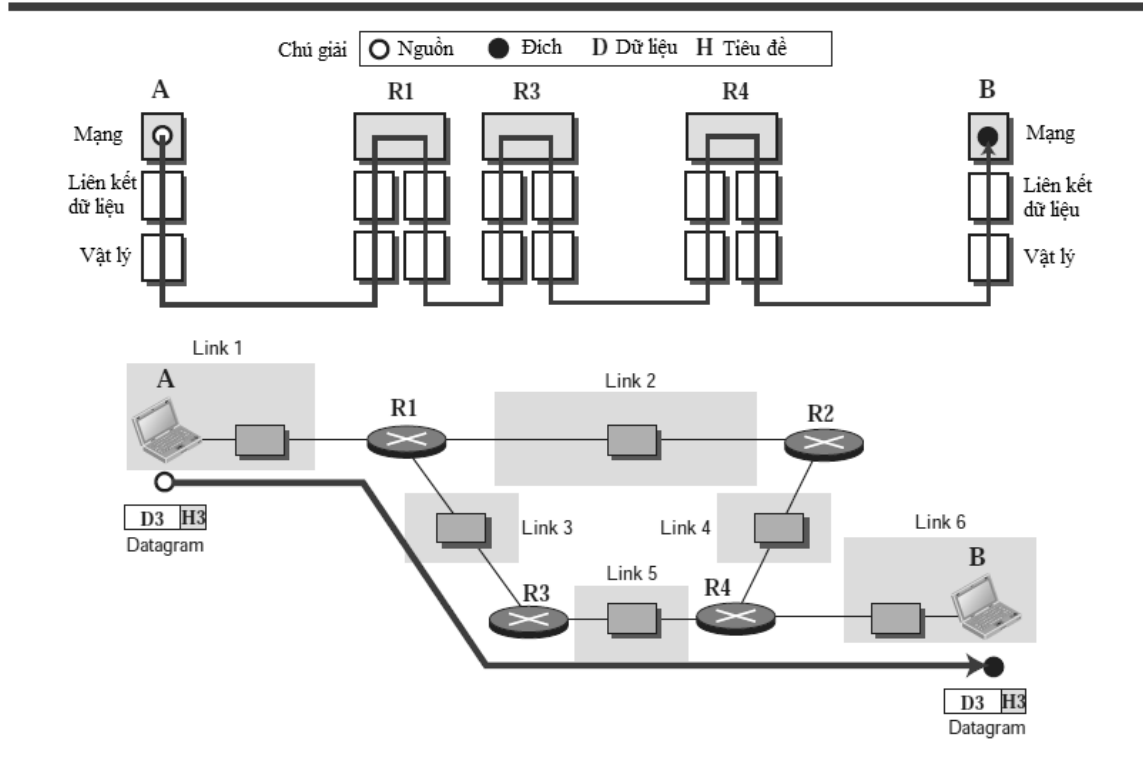 Chú giải Nguồn Đich D Dữ liệu H Tiêu đề
A R1 R3 R4 B
Mạng Mạng
Liên kết dữ liệu Liên kết dữ liệu
Vật lý Vật lý
Link 1
A
Link 2
R1
R2
Link 3
Link 4
Link 6
D3 H3
Datagram
B
Link 5
R3
R4
D3 H3
Datagram